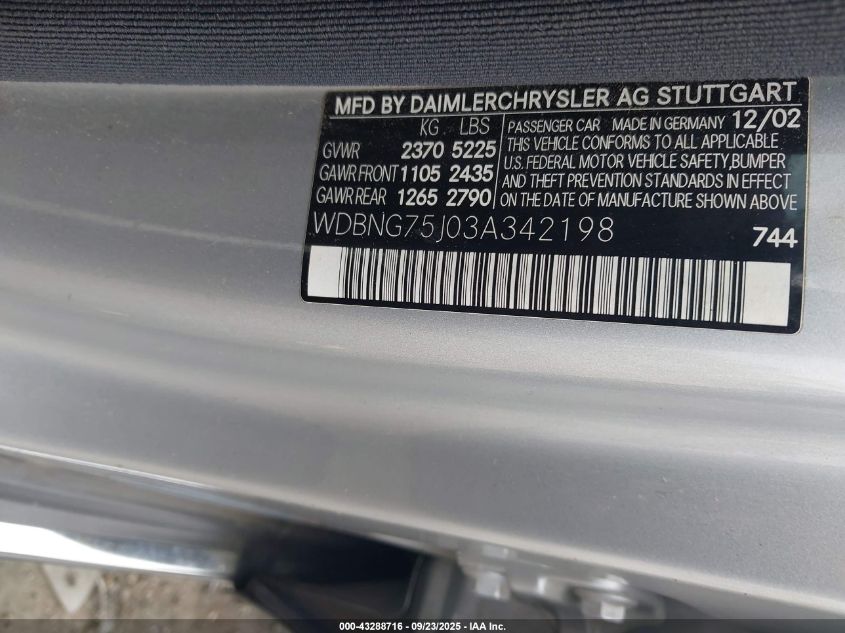 MFD BY DAIMLERCHRYSLER AG STUTTGART
KG LBS
GVWR 2370 5225
GAWR FRONT 1105 2435
GAWR REAR 1265 2790
PASSENGER CAR MADE IN GERMANY 12/02
THIS VEHICLE CONFORMS TO ALL APPLICABLE
U.S. FEDERAL MOTOR VEHICLE SAFETY,BUMPER
AND THEFT PREVENTION STANDARDS IN EFFECT
ON THE DATE OF MANUFACTURE SHOWN ABOVE
WDBNG75J03A342198
744
000-43288716 - 09/23/2025 - IAA Inc.